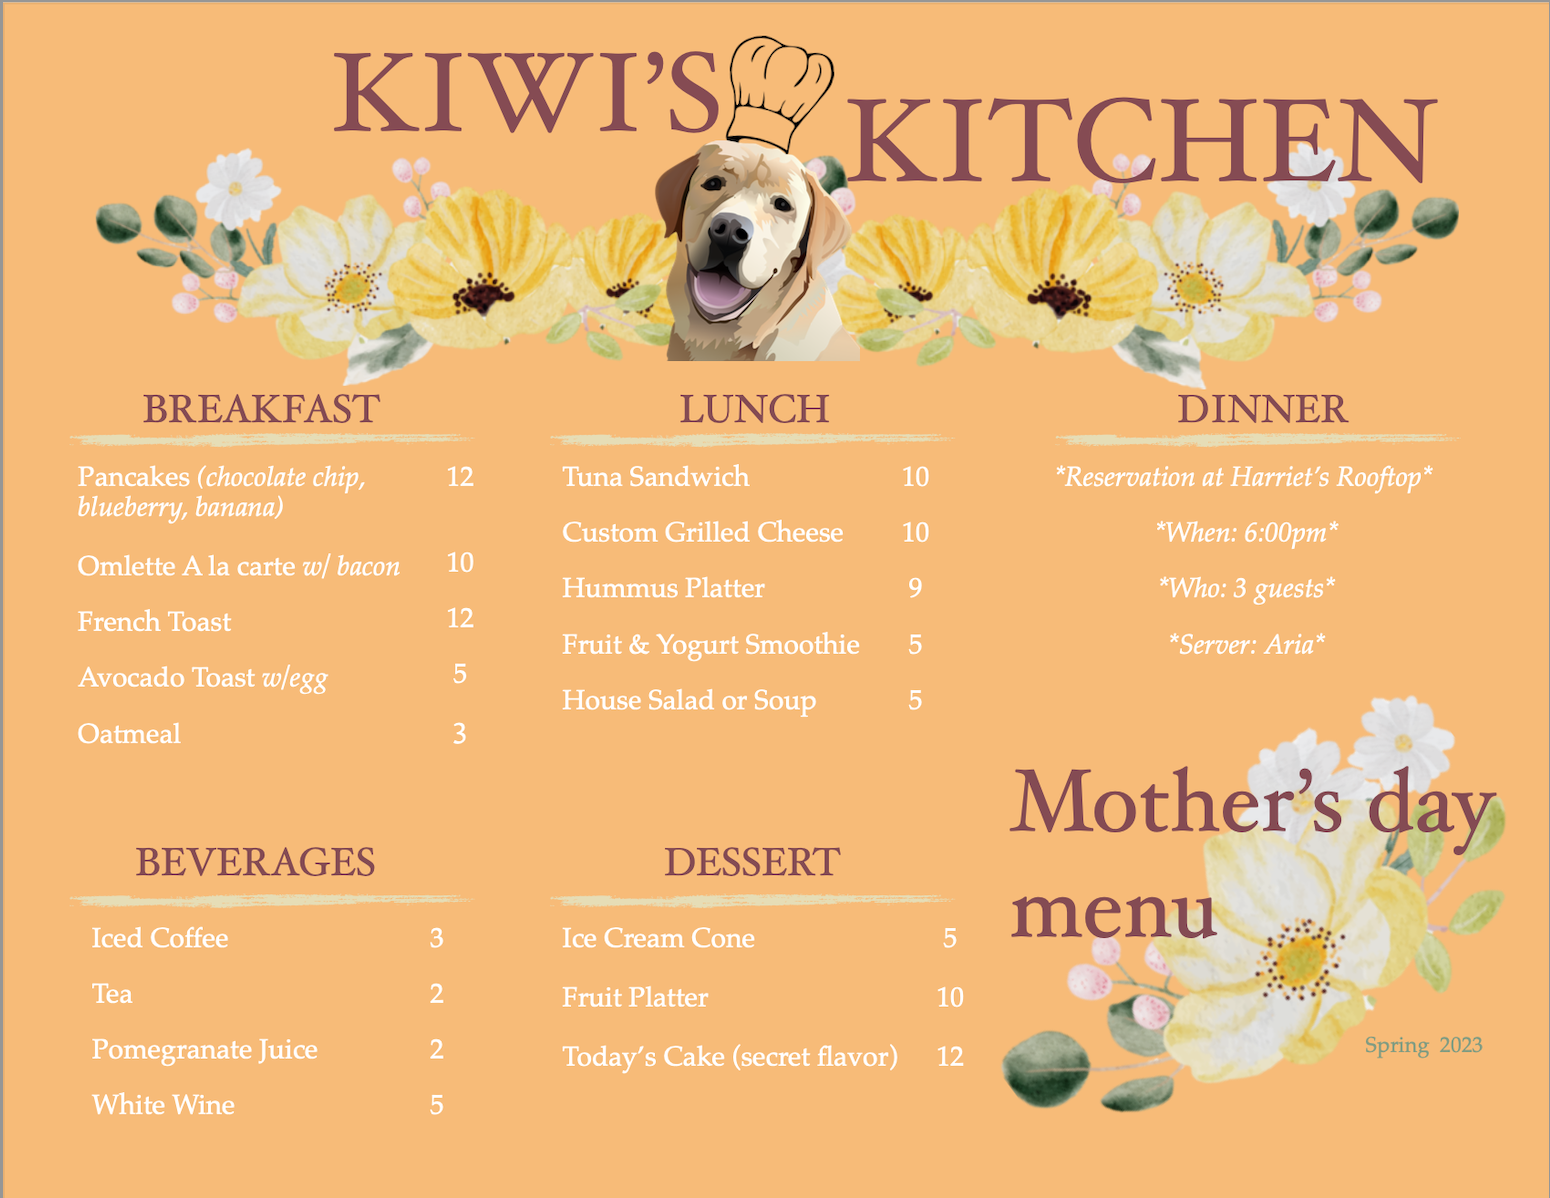 KIWI'S
KITCHEN
BREAKFAST
Pancakes (chocolate chip, 12
blueberry, banana)
Omlette A la carte w/ bacon 10
French Toast 12
Avocado Toast w/egg 5
Oatmeal 3
LUNCH
Tuna Sandwich 10
Custom Grilled Cheese 10
Hummus Platter 9
Fruit & Yogurt Smoothie 5
House Salad or Soup 5
DINNER
*Reservation at Harriet's Rooftop*
*When: 6:00pm*
*Who: 3 guests*
*Server: Aria*
BEVERAGES
Iced Coffee 3
Tea 2
Pomegranate Juice 2
White Wine 5
DESSERT
Ice Cream Cone 5
Fruit Platter 10
Today's Cake (secret flavor) 12
Mother's day
menu
Spring 2023